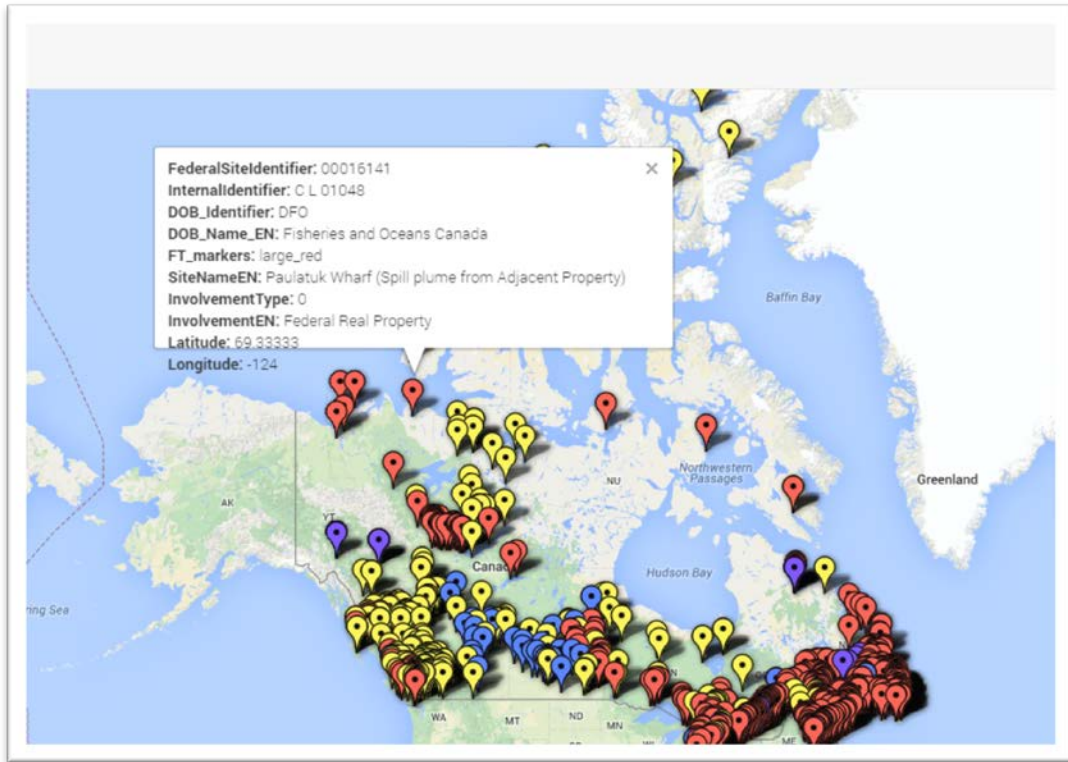 FederalSiteIdentifier: 00016141
InternalIdentifier: C L 01048
DOB_Identifier: DFO
DOB_Name_EN: Fisheries and Oceans Canada
FT_markers: large_red
SiteNameEN: Paulatuk Wharf (Spill plume from Adjacent Property)
InvolvementType: 0
InvolvementEN: Federal Real Property
Latitude: 69.33333
Longitude: -124
Baffin Bay
Northwestern
Passages
Greenland
NU
AK
YT
Canada
Hudson Bay
ring Sea
WA
MT
ND
MN
ME